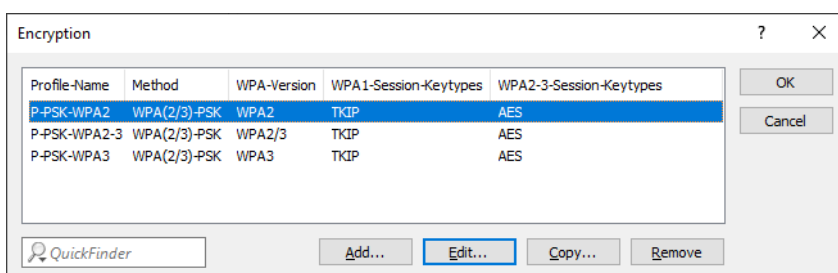 Encryption ? ×
Profile-Name Method WPA-Version WPA1-Session-Keytypes WPA2-3-Session-Keytypes
P-PSK-WPA2 WPA(2/3)-PSK WPA2 TKIP AES
P-PSK-WPA2-3 WPA(2/3)-PSK WPA2/3 TKIP AES
P-PSK-WPA3 WPA(2/3)-PSK WPA3 TKIP AES
OK
Cancel
QuickFinder Add... Edit... Copy... Remove